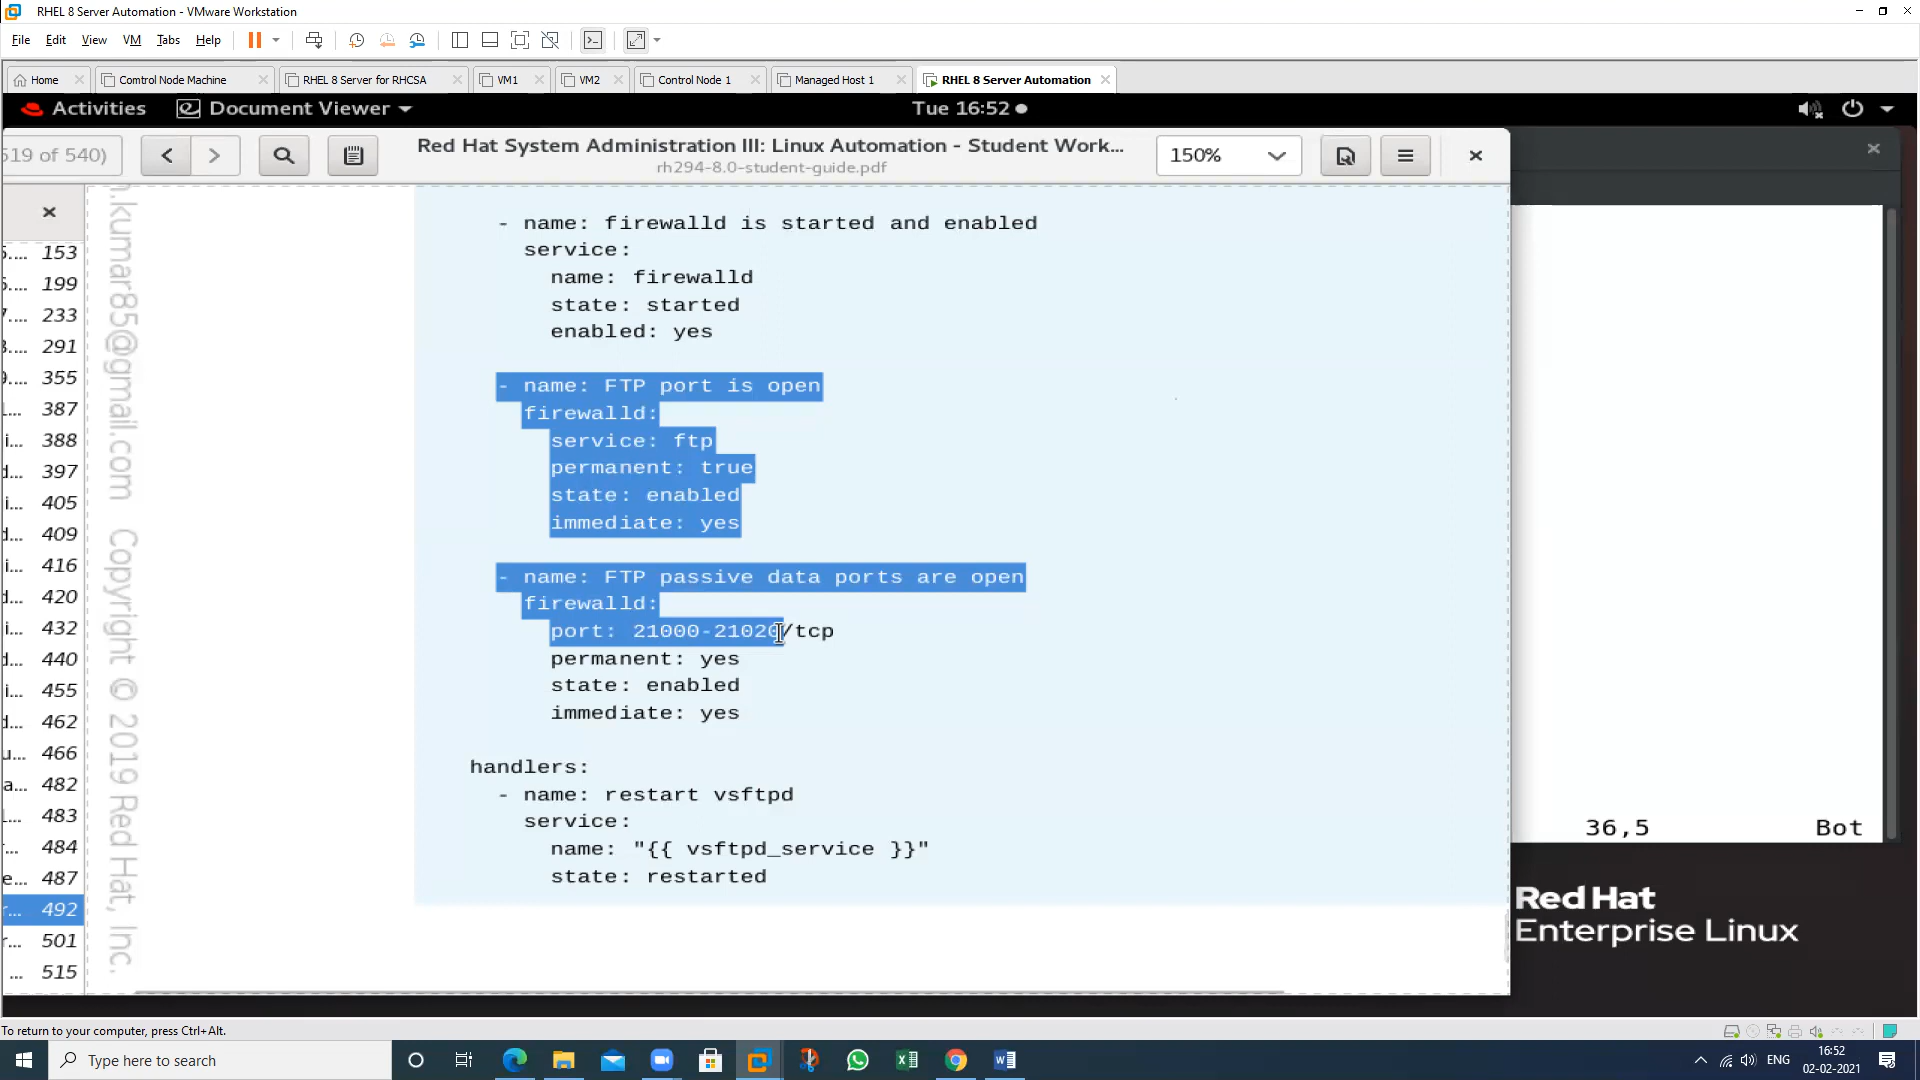 RHEL 8 Server Automation - VMware Workstation
File Edit View VM Tabs Help
Home Comtrol Node Machine RHEL 8 Server for RHCSA VM1 VM2 Control Node 1 Managed Host 1 RHEL 8 Server Automation
Activities Document Viewer Tue 16:52
519 of 540) Red Hat System Administration III: Linux Automation - Student Work... 150%
rh294-8.0-student-guide.pdf
5.... 153
5.... 199
7.... 233
3.... 291
9.... 355
1.... 387
i... 388
d... 397
i... 405
d... 409
i... 416
d... 420
i... 432
d... 440
i... 455
d... 462
u... 466
a... 482
l... 483
r... 484
e... 487
r... 492
... 501
... 515
.kumar85@gmail.com Copyright © 2019 Red Hat, Inc.
- name: firewalld is started and enabled
service:
name: firewalld
state: started
enabled: yes
- name: FTP port is open
firewalld:
service: ftp
permanent: true
state: enabled
immediate: yes
- name: FTP passive data ports are open
firewalld:
port: 21000-21020/tcp
permanent: yes
state: enabled
immediate: yes
handlers:
- name: restart vsftpd
service:
name: "{{ vsftpd_service }}"
state: restarted
36,5 Bot
Red Hat
Enterprise Linux
To return to your computer, press Ctrl+Alt.
Type here to search
ENG
16:52
02-02-2021